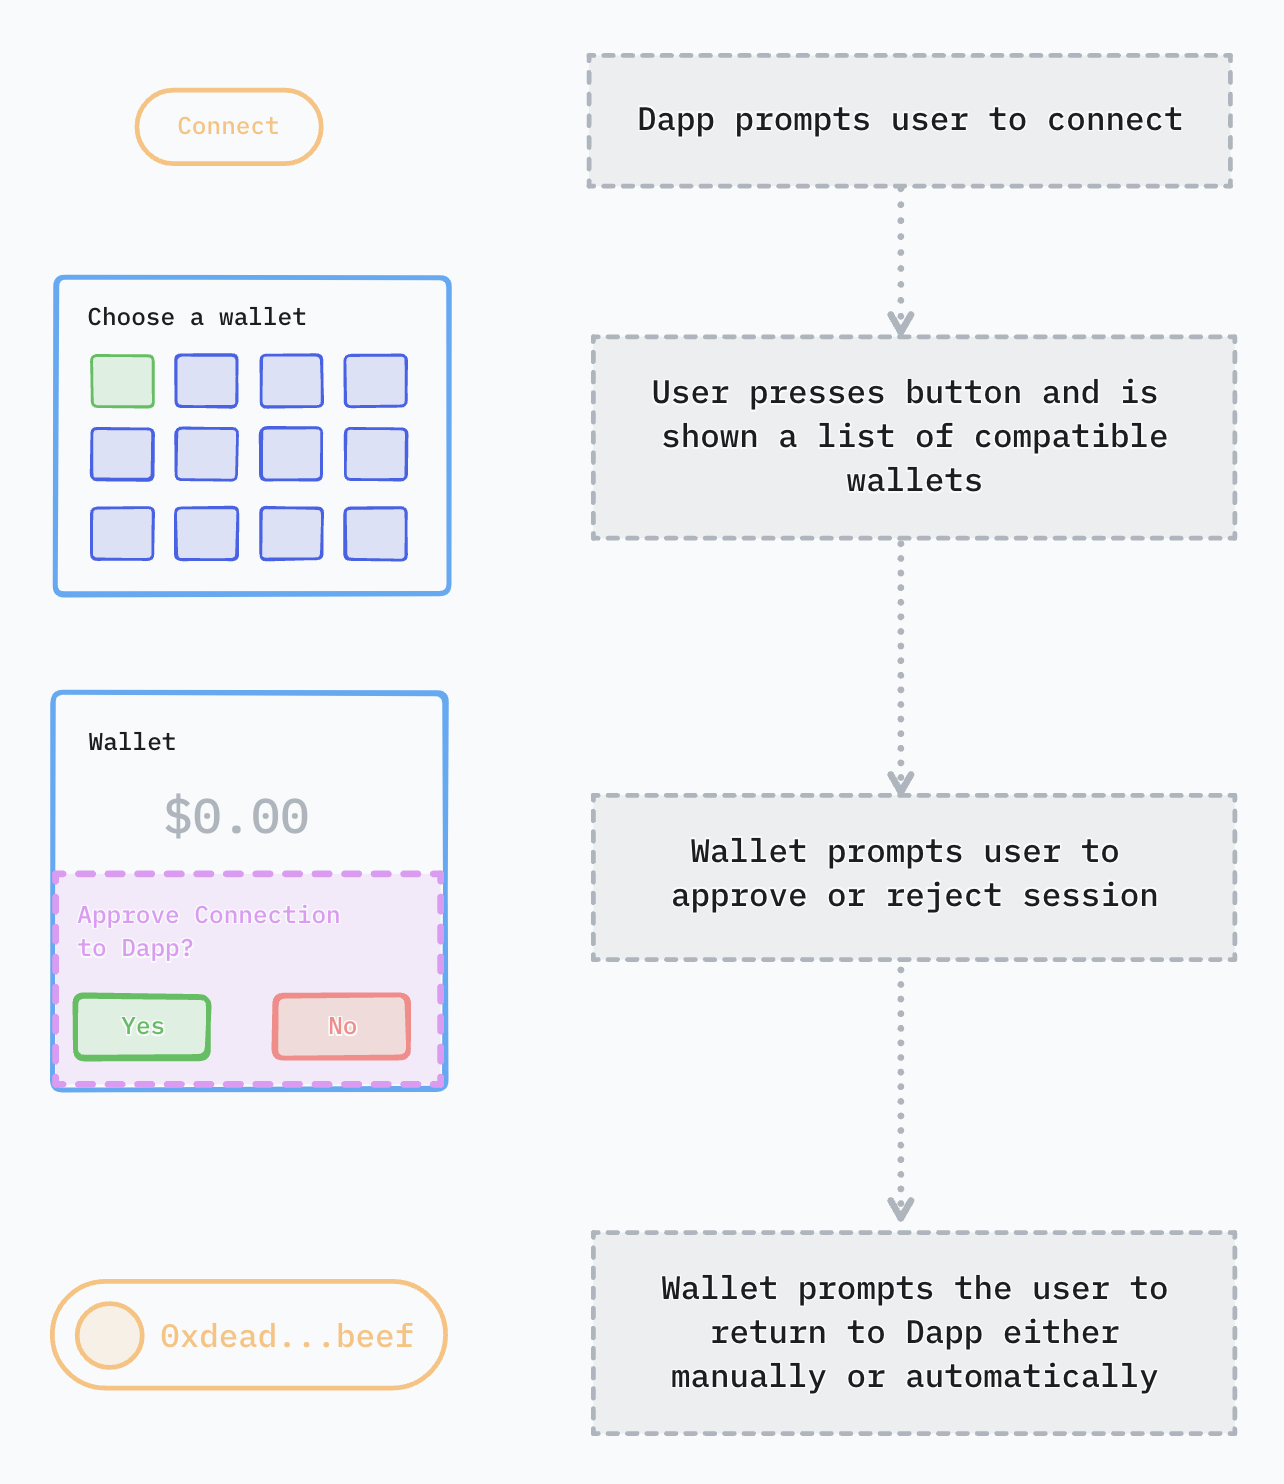 Connect
Dapp prompts user to connect
Choose a wallet
User presses button and is
shown a list of compatible
wallets
Wallet
$0.00
Approve Connection
to Dapp?
Yes
No
Wallet prompts user to
approve or reject session
0xdead...beef
Wallet prompts the user to
return to Dapp either
manually or automatically